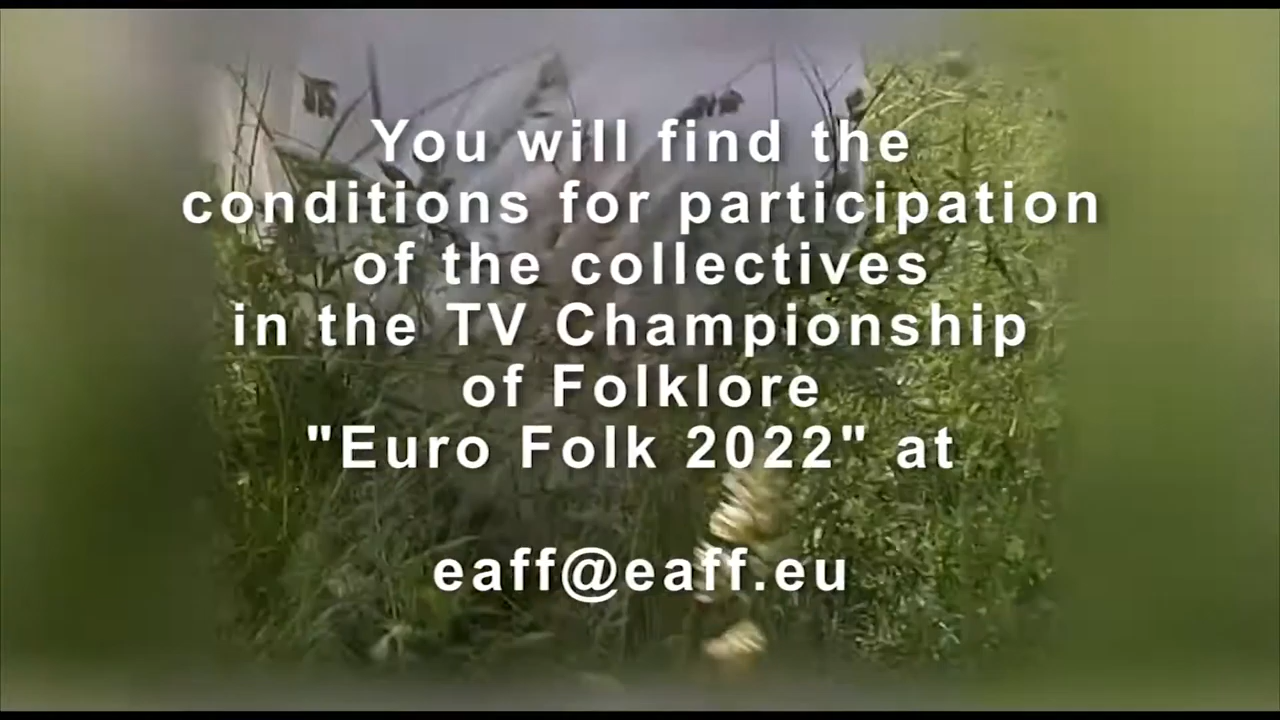 You will find the
conditions for participation
of the collectives
in the TV Championship
of Folklore
"Euro Folk 2022" at
eaff@eaff.eu